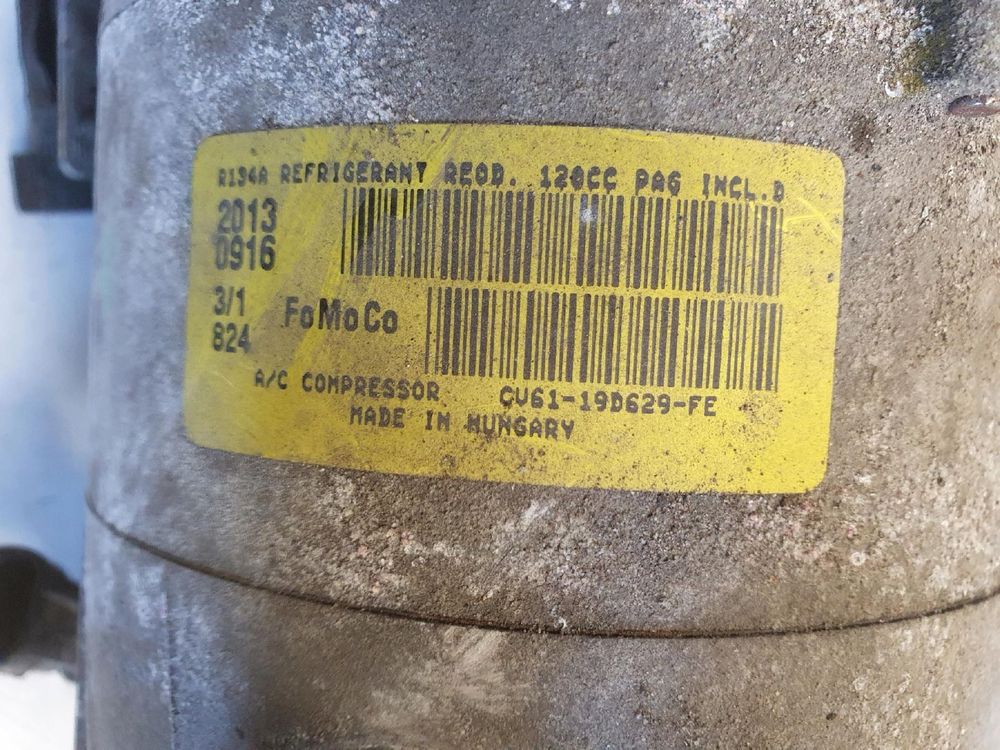 R134A REFRIGERANT REQD. 120CC PAG INCL.D
2013
0916
3/1
824
FoMoCo
A/C COMPRESSOR CV61-19D629-FE
MADE IN HUNGARY